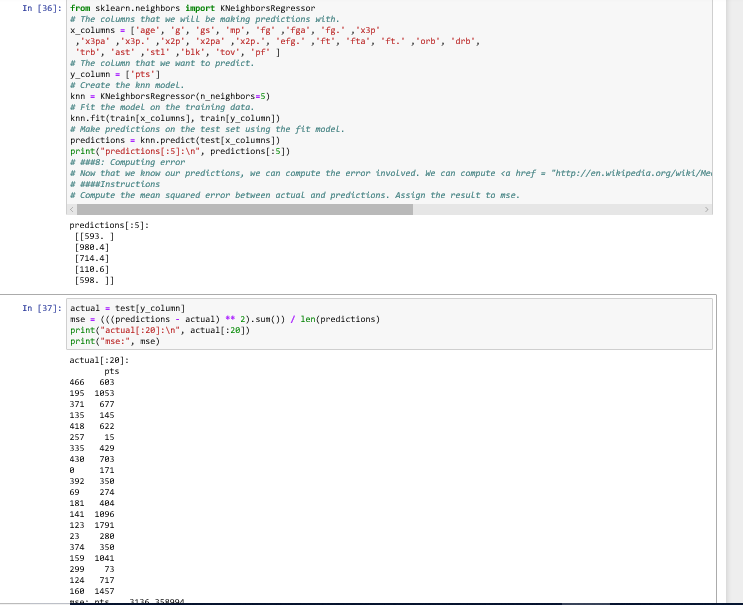 In [36]: from sklearn.neighbors import KNeighborsRegressor
# The columns that we will be making predictions with.
x_columns = ['age', 'g', 'gs', 'mp', 'fg' ,'fga', 'fg.' ,'x3p'
,'x3pa' ,'x3p.' ,'x2p', 'x2pa' ,'x2p.', 'efg.' ,'ft', 'fta', 'ft.' ,'orb', 'drb',
'trb', 'ast' ,'stl' ,'blk', 'tov', 'pf' ]
# The column that we want to predict.
y_column = ['pts']
# Create the knn model.
knn = KNeighborsRegressor(n_neighbors=5)
# Fit the model on the training data.
knn.fit(train[x_columns], train[y_column])
# Make predictions on the test set using the fit model.
predictions = knn.predict(test[x_columns])
print("predictions[:5]:\n", predictions[:5])
# ###8: Computing error
# Now that we know our predictions, we can compute the error involved. We can compute <a href = "http://en.wikipedia.org/wiki/Me
# ####Instructions
# Compute the mean squared error between actual and predictions. Assign the result to mse.
predictions[:5]:
[[593. ]
[980.4]
[714.4]
[110.6]
[598. ]]
In [37]: actual = test[y_column]
mse = (((predictions - actual) ** 2).sum()) / len(predictions)
print("actual[:20]:\n", actual[:20])
print("mse:", mse)
actual[:20]:
pts
466 603
195 1053
371 677
135 145
418 622
257 15
335 429
430 703
0 171
392 350
69 274
181 404
141 1096
123 1791
23 280
374 350
159 1041
299 73
124 717
160 1457
mse: pts 3136.358994